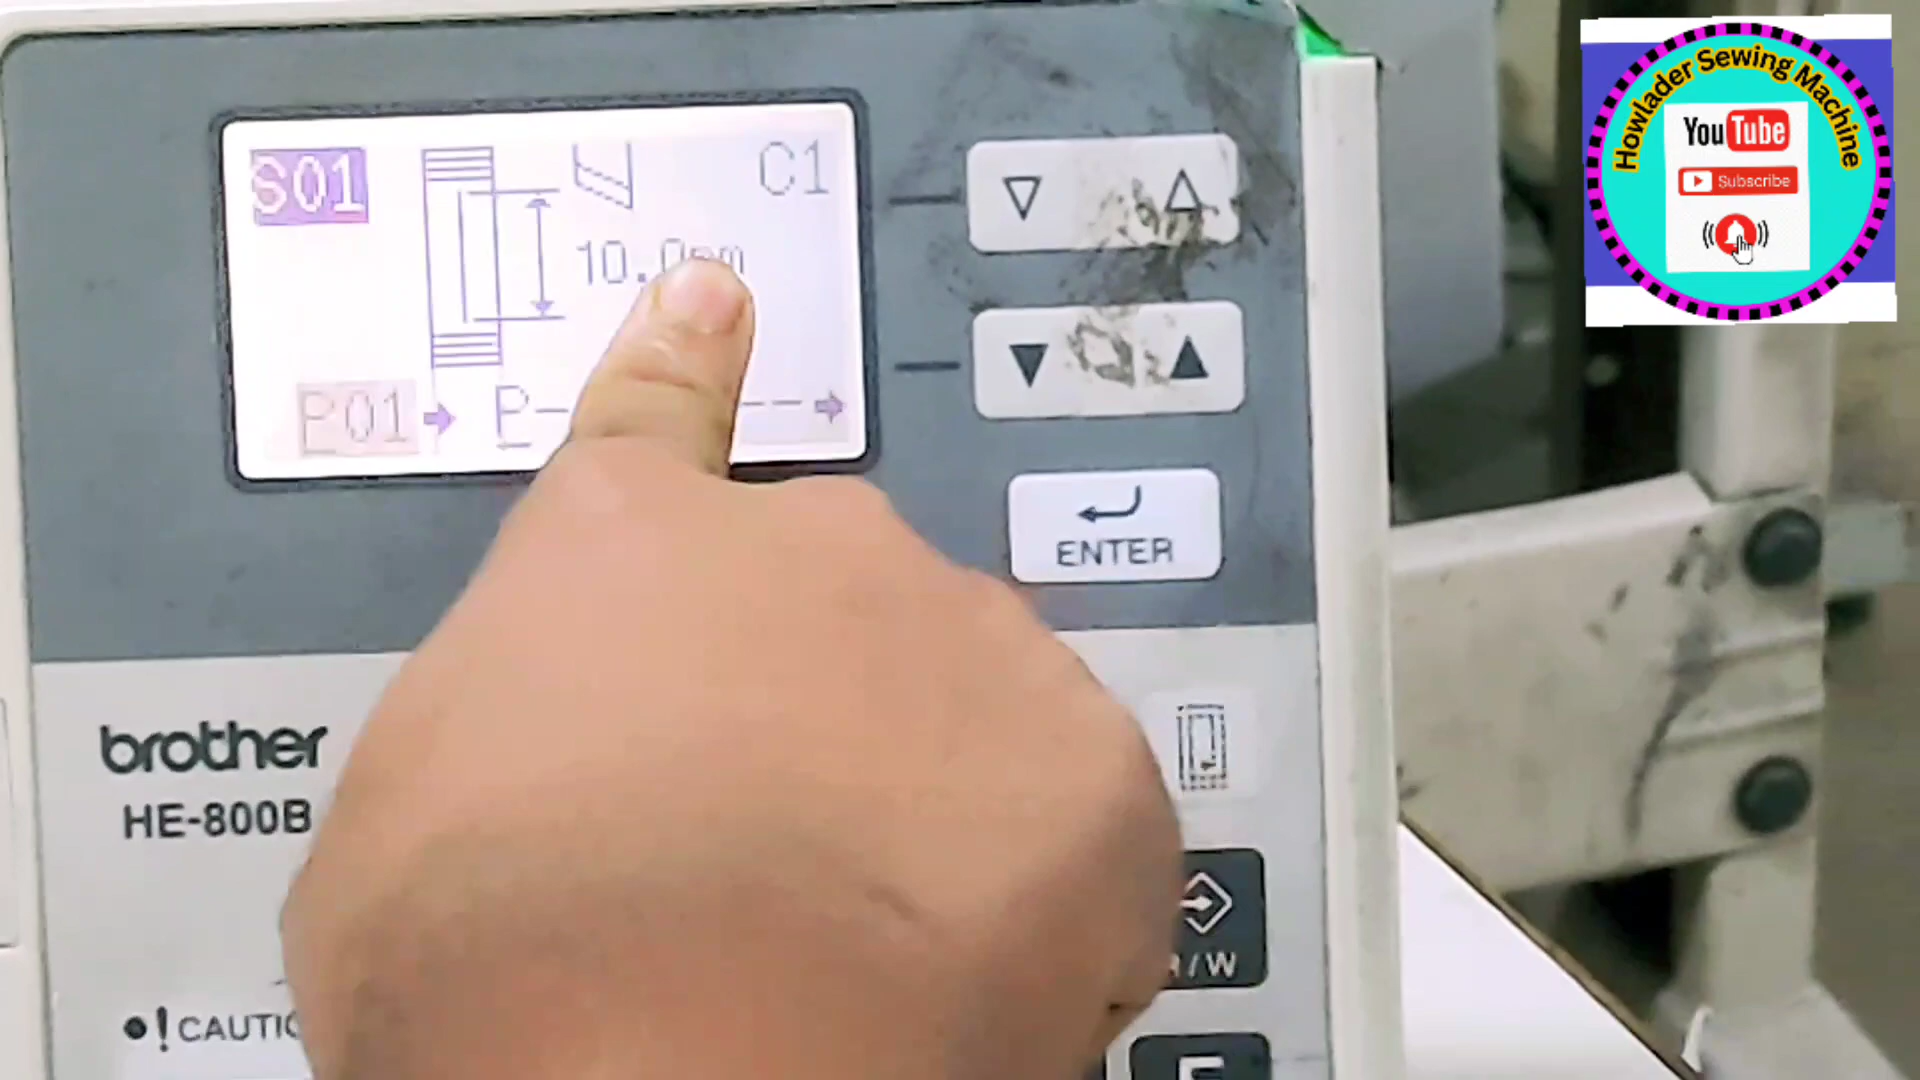 S01
C1
10.0mm
P01
P
ENTER
brother
HE-800B
R/W
CAUTIO
Howlader Sewing Machine
YouTube
Subscribe